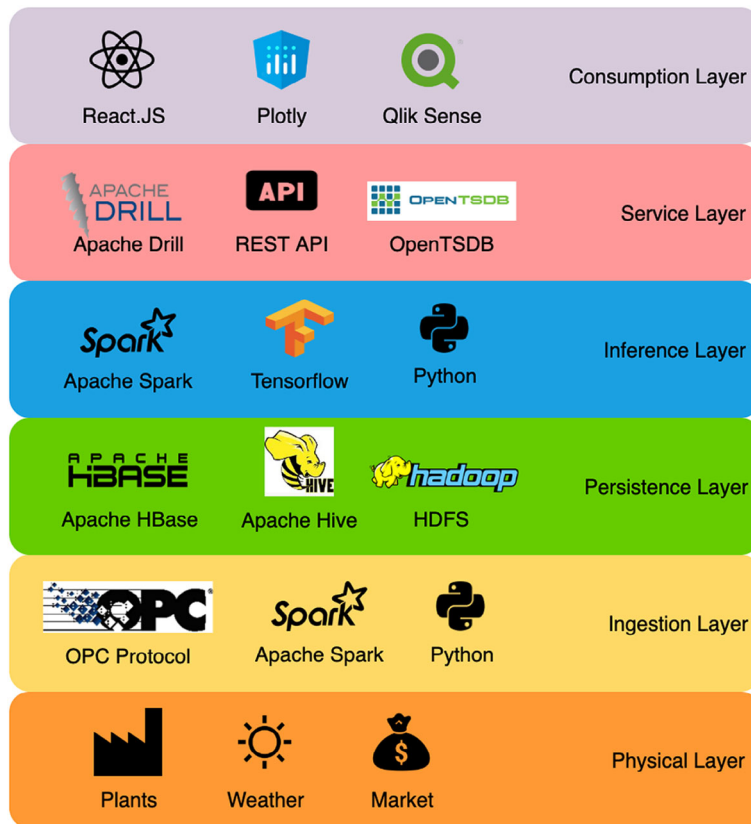 React.JS
Plotly
Qlik Sense
Consumption Layer
APACHE
DRILL
Apache Drill
API
REST API
OPENTSDB
OpenTSDB
Service Layer
Spark
Apache Spark
Tensorflow
Python
Inference Layer
APACHE
HBASE
Apache HBase
HIVE
Apache Hive
hadoop
HDFS
Persistence Layer
OPC®
OPC Protocol
Spark
Apache Spark
Python
Ingestion Layer
Plants
Weather
$
Market
Physical Layer